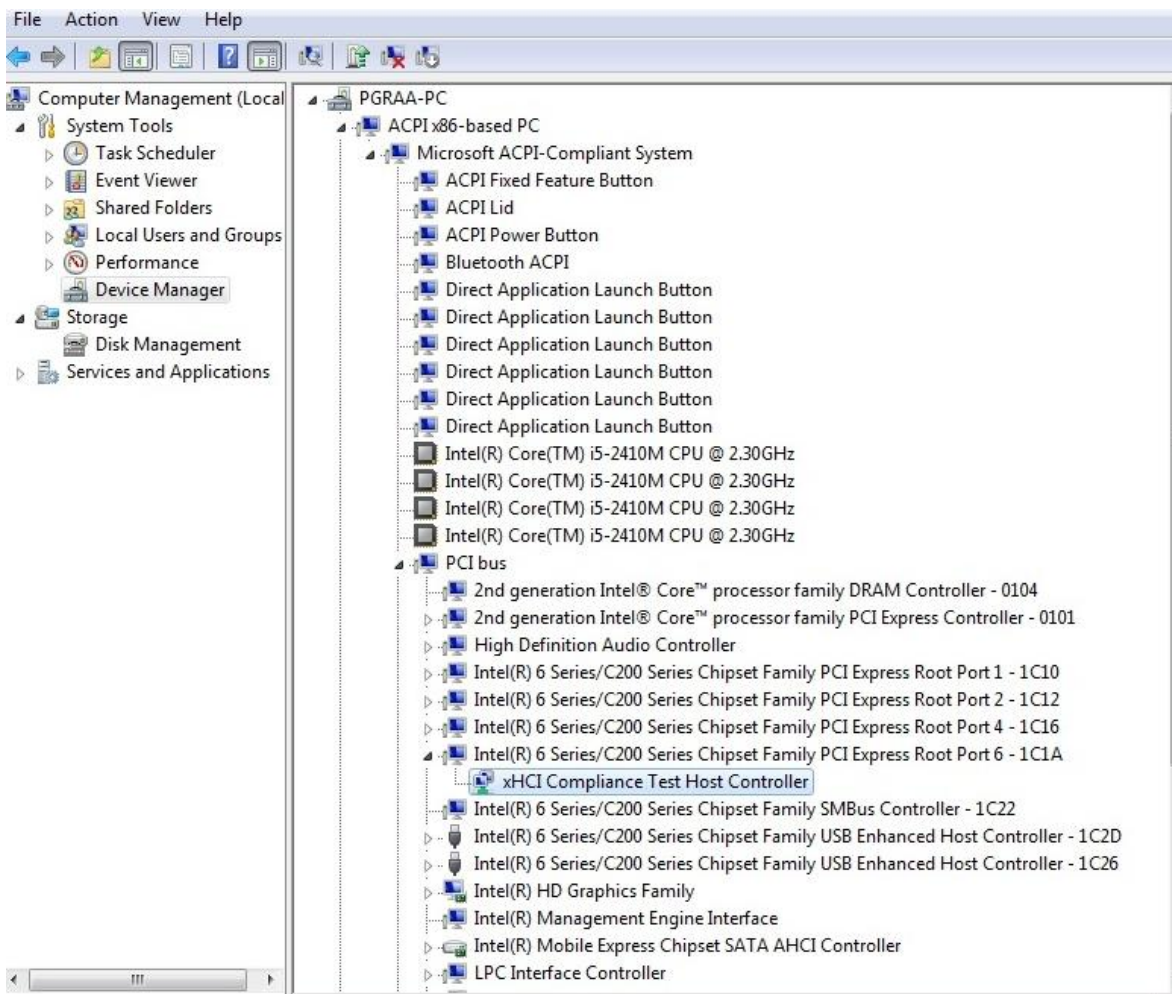 File Action View Help
Computer Management (Local
System Tools
Task Scheduler
Event Viewer
Shared Folders
Local Users and Groups
Performance
Device Manager
Storage
Disk Management
Services and Applications
PGRAA-PC
ACPI x86-based PC
Microsoft ACPI-Compliant System
ACPI Fixed Feature Button
ACPI Lid
ACPI Power Button
Bluetooth ACPI
Direct Application Launch Button
Direct Application Launch Button
Direct Application Launch Button
Direct Application Launch Button
Direct Application Launch Button
Direct Application Launch Button
Intel(R) Core(TM) i5-2410M CPU @ 2.30GHz
Intel(R) Core(TM) i5-2410M CPU @ 2.30GHz
Intel(R) Core(TM) i5-2410M CPU @ 2.30GHz
Intel(R) Core(TM) i5-2410M CPU @ 2.30GHz
PCI bus
2nd generation Intel® Core™ processor family DRAM Controller - 0104
2nd generation Intel® Core™ processor family PCI Express Controller - 0101
High Definition Audio Controller
Intel(R) 6 Series/C200 Series Chipset Family PCI Express Root Port 1 - 1C10
Intel(R) 6 Series/C200 Series Chipset Family PCI Express Root Port 2 - 1C12
Intel(R) 6 Series/C200 Series Chipset Family PCI Express Root Port 4 - 1C16
Intel(R) 6 Series/C200 Series Chipset Family PCI Express Root Port 6 - 1C1A
xHCI Compliance Test Host Controller
Intel(R) 6 Series/C200 Series Chipset Family SMBus Controller - 1C22
Intel(R) 6 Series/C200 Series Chipset Family USB Enhanced Host Controller - 1C2D
Intel(R) 6 Series/C200 Series Chipset Family USB Enhanced Host Controller - 1C26
Intel(R) HD Graphics Family
Intel(R) Management Engine Interface
Intel(R) Mobile Express Chipset SATA AHCI Controller
LPC Interface Controller